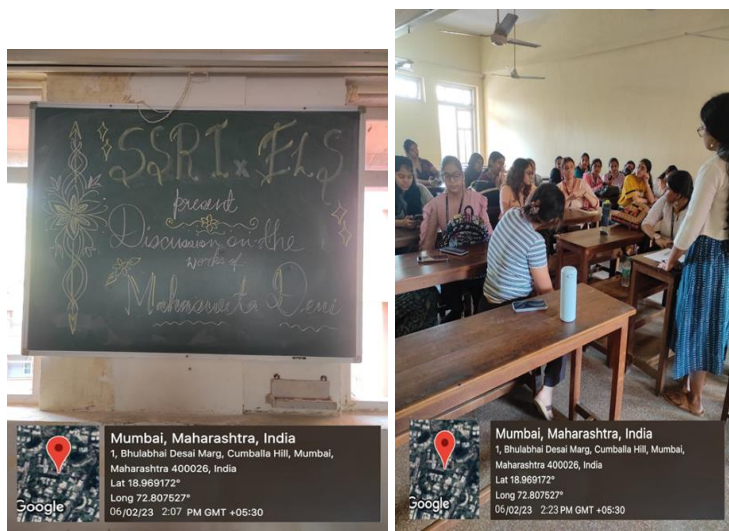 SSRI x ELS
present
Discussion on the
works of
Mahasweta Devi
Google
Mumbai, Maharashtra, India
1, Bhulabhai Desai Marg, Cumballa Hill, Mumbai,
Maharashtra 400026, India
Lat 18.969172°
Long 72.807527°
06/02/23 2:07 PM GMT +05:30
Google
Mumbai, Maharashtra, India
1, Bhulabhai Desai Marg, Cumballa Hill, Mumbai,
Maharashtra 400026, India
Lat 18.969172°
Long 72.807527°
06/02/23 2:23 PM GMT +05:30